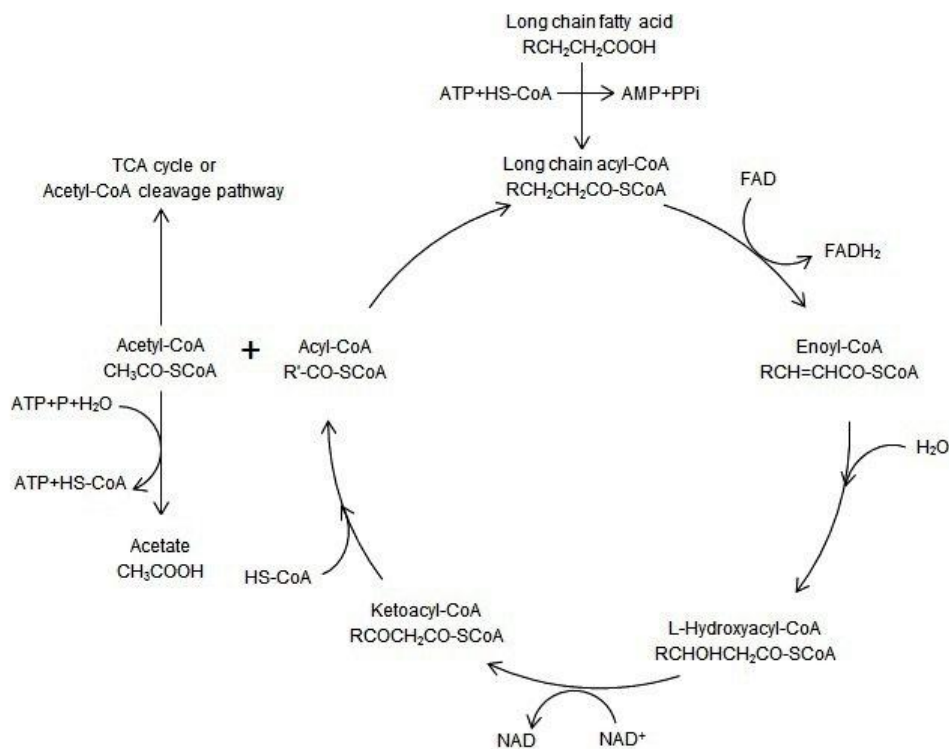 Long chain fatty acid
RCH₂CH₂COOH
ATP+HS-CoA
AMP+PPi
Long chain acyl-CoA
RCH₂CH₂CO-SCoA
FAD
FADH₂
TCA cycle or
Acetyl-CoA cleavage pathway
Acetyl-CoA
CH₃CO-SCoA
+
Acyl-CoA
R'-CO-SCoA
Enoyl-CoA
RCH=CHCO-SCoA
ATP+P+H₂O
H₂O
ATP+HS-CoA
Acetate
CH₃COOH
HS-CoA
Ketoacyl-CoA
RCOCH₂CO-SCoA
L-Hydroxyacyl-CoA
RCHOHCH₂CO-SCoA
NAD
NAD⁺